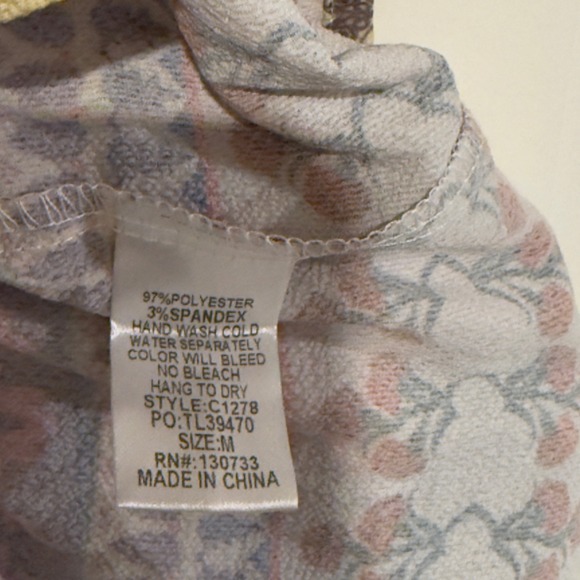 97%POLYESTER
3%SPANDEX
HAND WASH COLD
WATER SEPARATELY
COLOR WILL BLEED
NO BLEACH
HANG TO DRY
STYLE:C1278
PO:TL39470
SIZE:M
RN#:130733
MADE IN CHINA